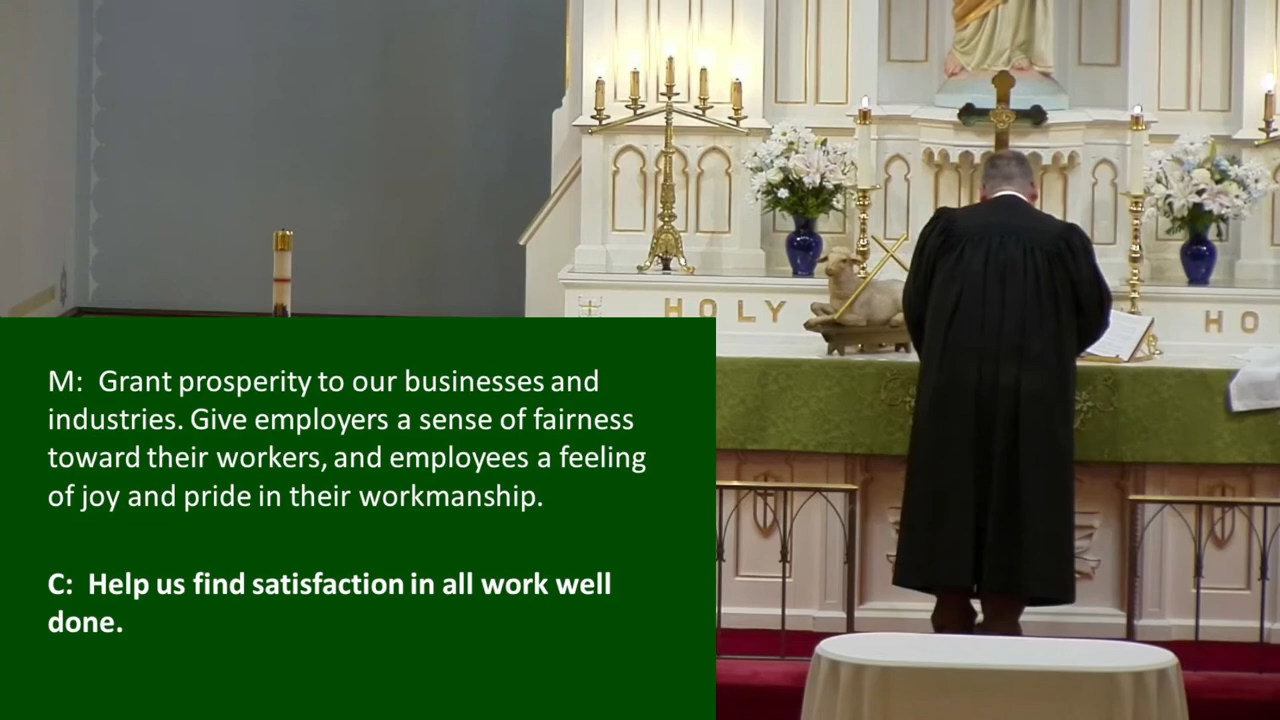 HOLY
HO
M: Grant prosperity to our businesses and
industries. Give employers a sense of fairness
toward their workers, and employees a feeling
of joy and pride in their workmanship.
C: Help us find satisfaction in all work well
done.